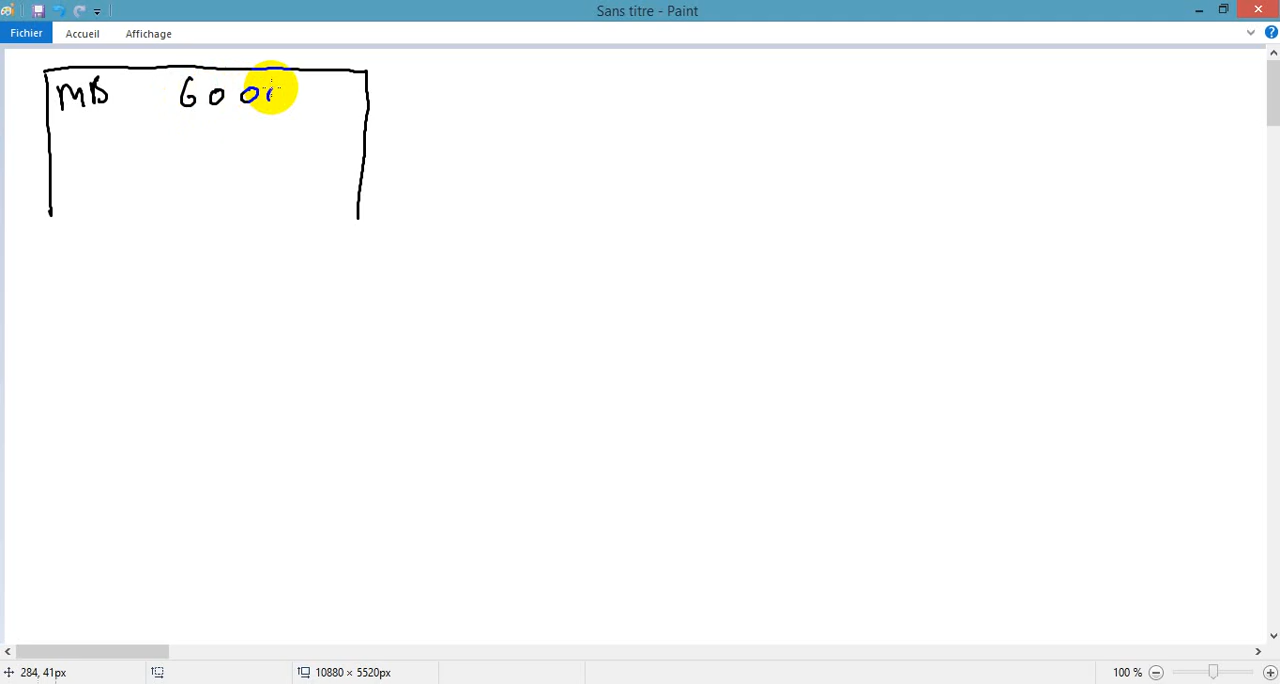 Sans titre - Paint
Fichier Accueil Affichage
MB 600
284, 41px 10880 × 5520px 100 %